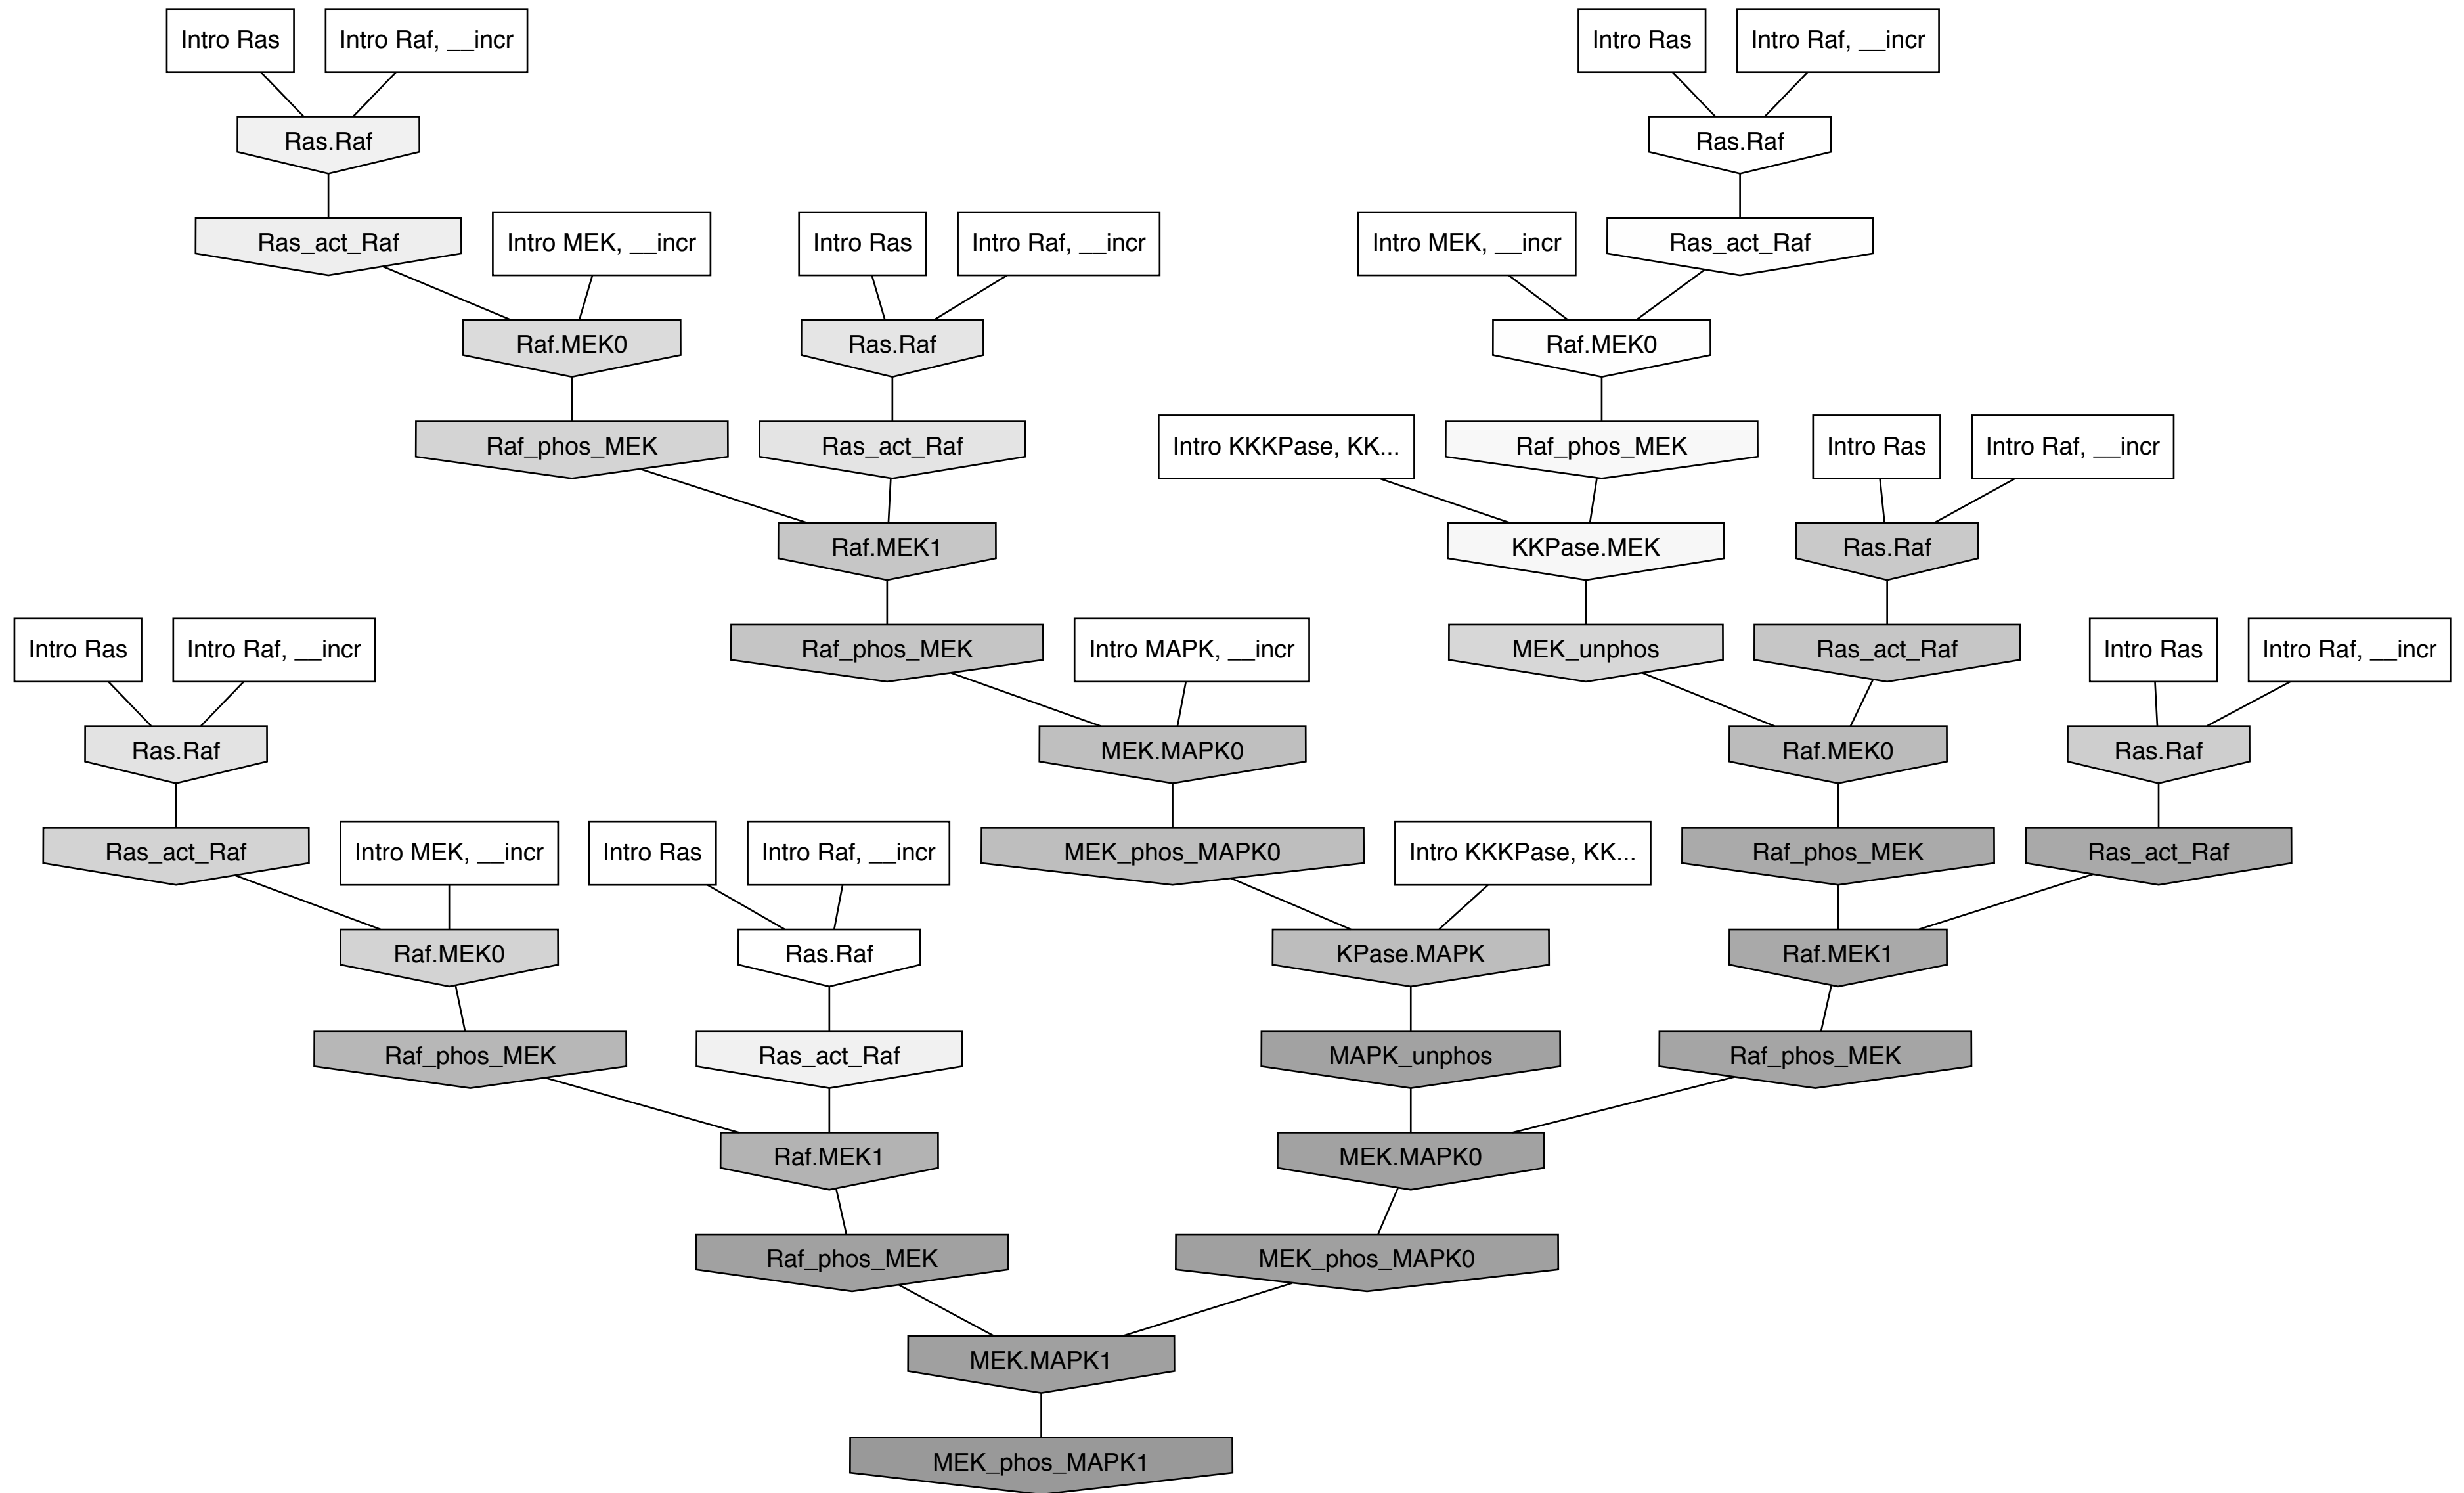 Intro Ras
Intro Raf, __incr
Intro Ras
Intro Raf, __incr
Ras.Raf
Ras.Raf
Ras_act_Raf
Intro MEK, __incr
Intro Ras
Intro Raf, __incr
Intro MEK, __incr
Ras_act_Raf
Raf.MEK0
Ras.Raf
Raf.MEK0
Raf_phos_MEK
Ras_act_Raf
Intro KKKPase, KK...
Raf_phos_MEK
Intro Ras
Intro Raf, __incr
Raf.MEK1
KKPase.MEK
Ras.Raf
Intro Ras
Intro Raf, __incr
Raf_phos_MEK
Intro MAPK, __incr
MEK_unphos
Ras_act_Raf
Intro Ras
Intro Raf, __incr
Ras.Raf
MEK.MAPK0
Raf.MEK0
Ras.Raf
Ras_act_Raf
Intro MEK, __incr
Intro Ras
Intro Raf, __incr
MEK_phos_MAPK0
Intro KKKPase, KK...
Raf_phos_MEK
Ras_act_Raf
Raf.MEK0
Ras.Raf
KPase.MAPK
Raf.MEK1
Raf_phos_MEK
Ras_act_Raf
MAPK_unphos
Raf_phos_MEK
Raf.MEK1
MEK.MAPK0
Raf_phos_MEK
MEK_phos_MAPK0
MEK.MAPK1
MEK_phos_MAPK1